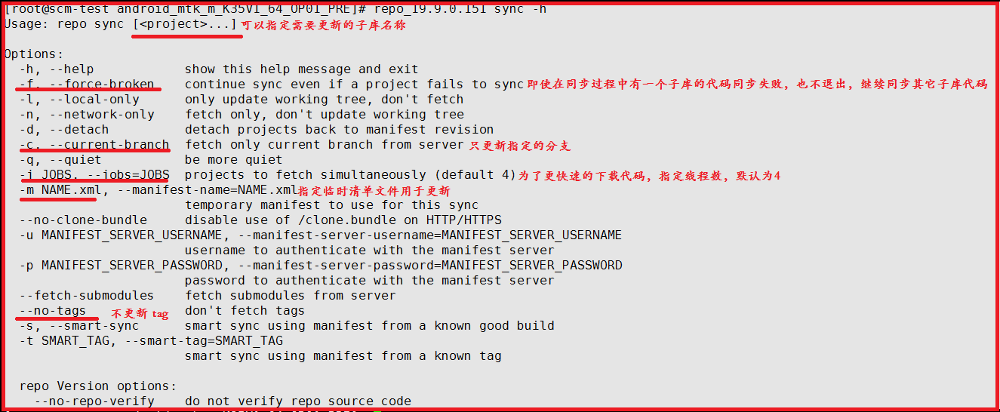 [root@scm-test android_mtk_m_K35V1_64_OP01_PRE]# repo_19.9.0.151 sync -h
Usage: repo sync [<project>...] 可以指定需要更新的子库名称
Options:
-h, --help show this help message and exit
-f, --force-broken continue sync even if a project fails to sync 即使在同步过程中有一个子库的代码同步失败，也不退出，继续同步其它子库代码
-l, --local-only only update working tree, don't fetch
-n, --network-only fetch only, don't update working tree
-d, --detach detach projects back to manifest revision
-c, --current-branch fetch only current branch from server 只更新指定的分支
-q, --quiet be more quiet
-j JOBS, --jobs=JOBS projects to fetch simultaneously (default 4) 为了更快速的下载代码，指定线程数，默认为4
-m NAME.xml, --manifest-name=NAME.xml 指定临时清单文件用于更新
temporary manifest to use for this sync
--no-clone-bundle disable use of /clone.bundle on HTTP/HTTPS
-u MANIFEST_SERVER_USERNAME, --manifest-server-username=MANIFEST_SERVER_USERNAME
username to authenticate with the manifest server
-p MANIFEST_SERVER_PASSWORD, --manifest-server-password=MANIFEST_SERVER_PASSWORD
password to authenticate with the manifest server
--fetch-submodules fetch submodules from server
--no-tags 不更新 tag don't fetch tags
-s, --smart-sync smart sync using manifest from a known good build
-t SMART_TAG, --smart-tag=SMART_TAG
smart sync using manifest from a known tag
repo Version options:
--no-repo-verify do not verify repo source code